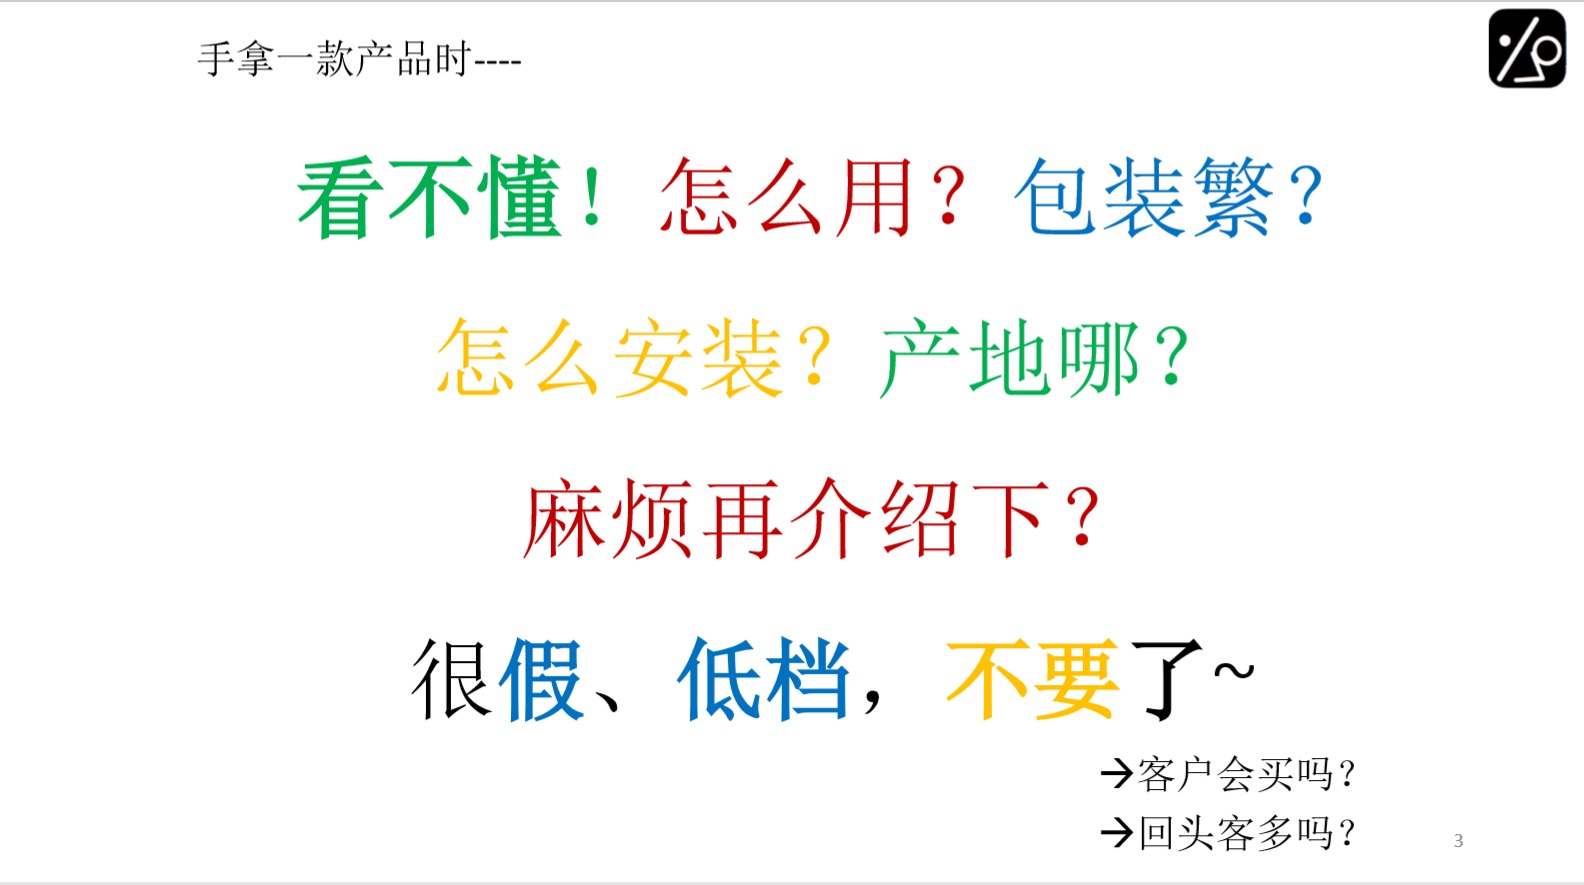 手拿一款产品时----
看不懂！怎么用？包装繁？
怎么安装？产地哪？
麻烦再介绍下？
很假、低档，不要了~
→客户会买吗？
→回头客多吗？
3